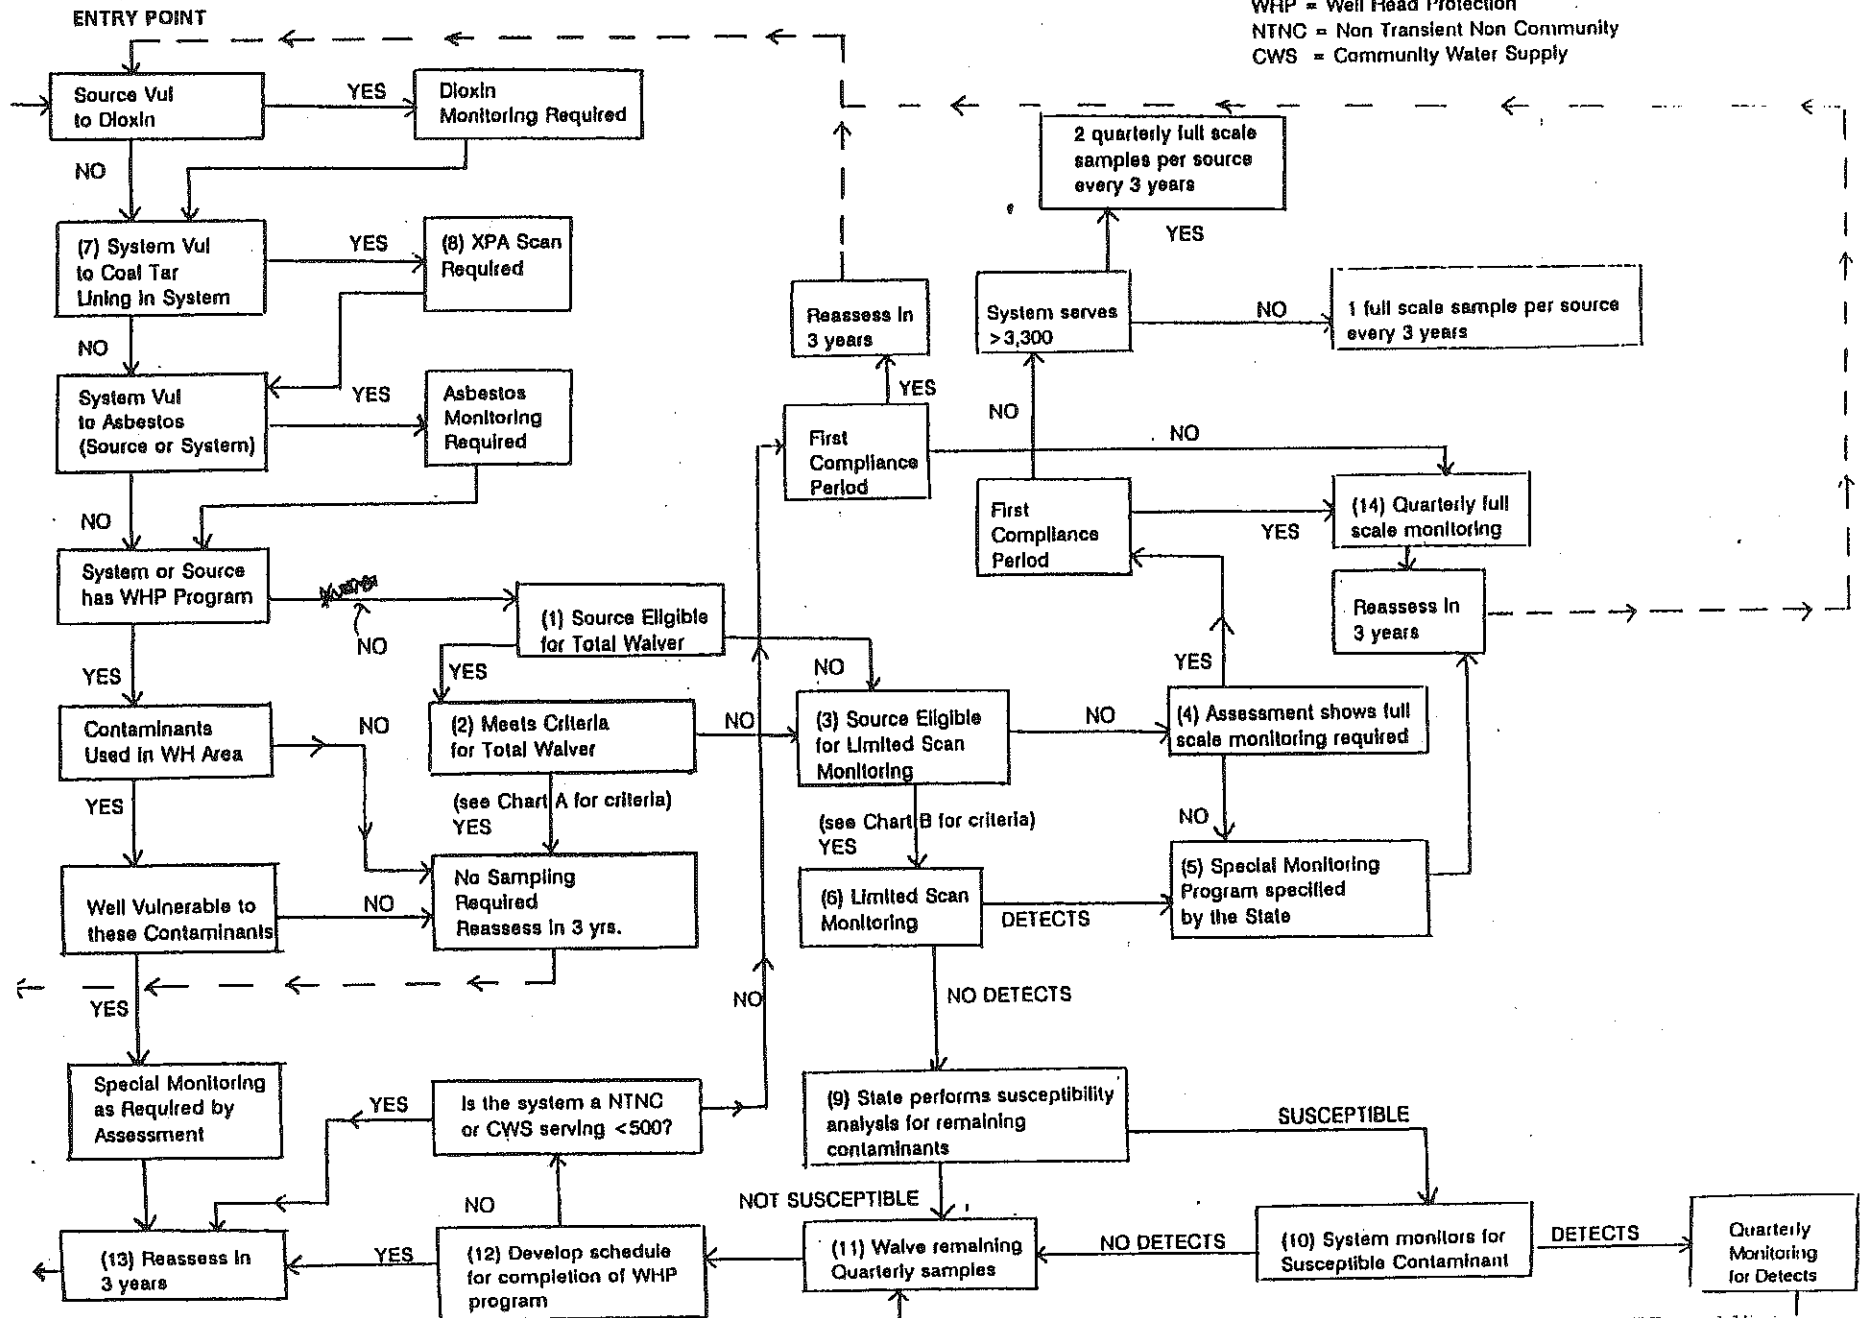 WHP = Well Head Protection
NTNC = Non Transient Non Community
CWS = Community Water Supply
ENTRY POINT
Source Vul
to Dioxin
YES
Dioxin
Monitoring Required
NO
(7) System Vul
to Coal Tar
Lining in System
YES
(8) XPA Scan
Required
NO
System Vul
to Asbestos
(Source or System)
YES
Asbestos
Monitoring
Required
NO
System or Source
has WHP Program
NO
(1) Source Eligible
for Total Waiver
YES
NO
YES
Contaminants
Used in WH Area
NO
(2) Meets Criteria
for Total Waiver
NO
(see Chart A for criteria)
YES
YES
Well Vulnerable to
these Contaminants
NO
No Sampling
Required
Reassess in 3 yrs.
YES
Special Monitoring
as Required by
Assessment
YES
Is the system a NTNC
or CWS serving <500?
NO
NO
(13) Reassess in
3 years
YES
(12) Develop schedule
for completion of WHP
program
2 quarterly full scale
samples per source
every 3 years
YES
Reassess in
3 years
System serves
>3,300
NO
1 full scale sample per source
every 3 years
YES
NO
First
Compliance
Period
NO
First
Compliance
Period
YES
(14) Quarterly full
scale monitoring
Reassess in
3 years
YES
(3) Source Eligible
for Limited Scan
Monitoring
NO
(4) Assessment shows full
scale monitoring required
(see Chart B for criteria)
YES
NO
(6) Limited Scan
Monitoring
DETECTS
(5) Special Monitoring
Program specified
by the State
NO DETECTS
(9) State performs susceptibility
analysis for remaining
contaminants
SUSCEPTIBLE
NOT SUSCEPTIBLE
(11) Waive remaining
Quarterly samples
NO DETECTS
(10) System monitors for
Susceptible Contaminant
DETECTS
Quarterly
Monitoring
for Detects